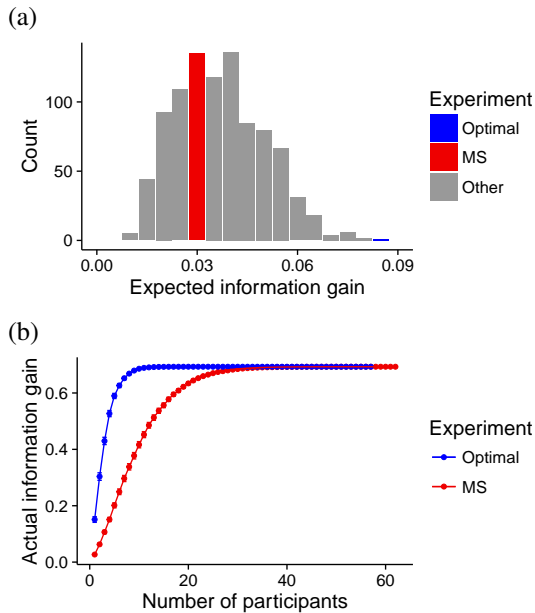 (a)
Count
100
50
0
0.00 0.03 0.06 0.09
Expected information gain
Experiment
Optimal
MS
Other
(b)
Actual information gain
0.6
0.4
0.2
0.0
0 20 40 60
Number of participants
Experiment
Optimal
MS